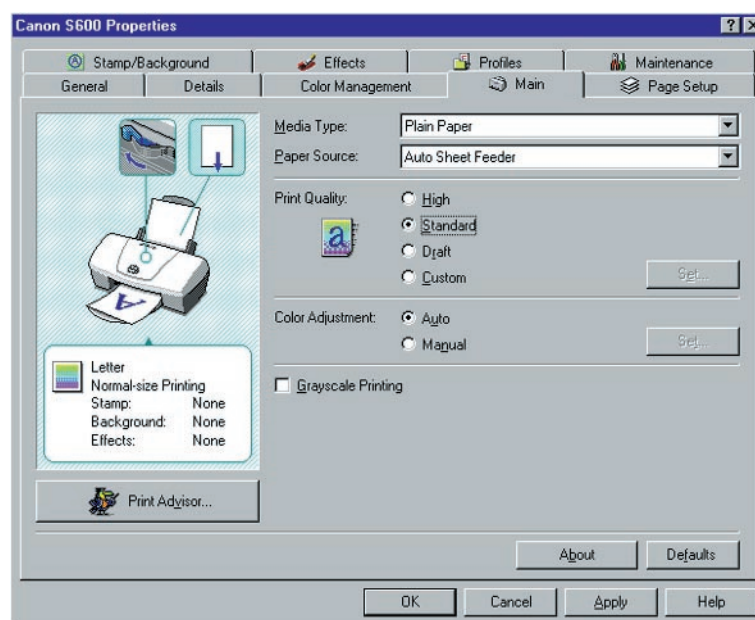 Canon S600 Properties
Stamp/Background Effects Profiles Maintenance
General Details Color Management Main Page Setup
Media Type: Plain Paper
Paper Source: Auto Sheet Feeder
Print Quality: High
Standard
Draft
Custom Set...
Color Adjustment: Auto
Manual Set...
Grayscale Printing
Letter
Normal-size Printing
Stamp: None
Background: None
Effects: None
Print Advisor...
About Defaults
OK Cancel Apply Help